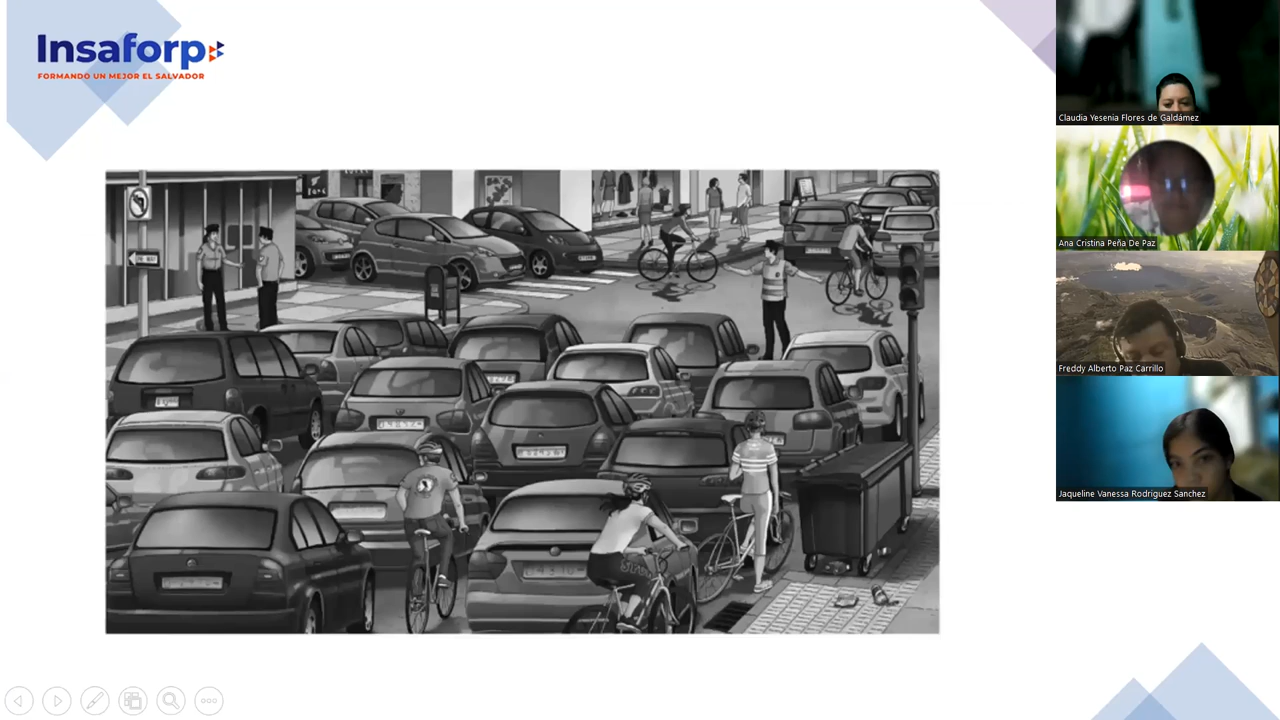 Insaforp
FORMANDO UN MEJOR EL SALVADOR
Claudia Yesenia Flores de Galdámez
Ana Cristina Peña De Paz
Freddy Alberto Paz Carrillo
Jaqueline Vanessa Rodriguez Sanchez